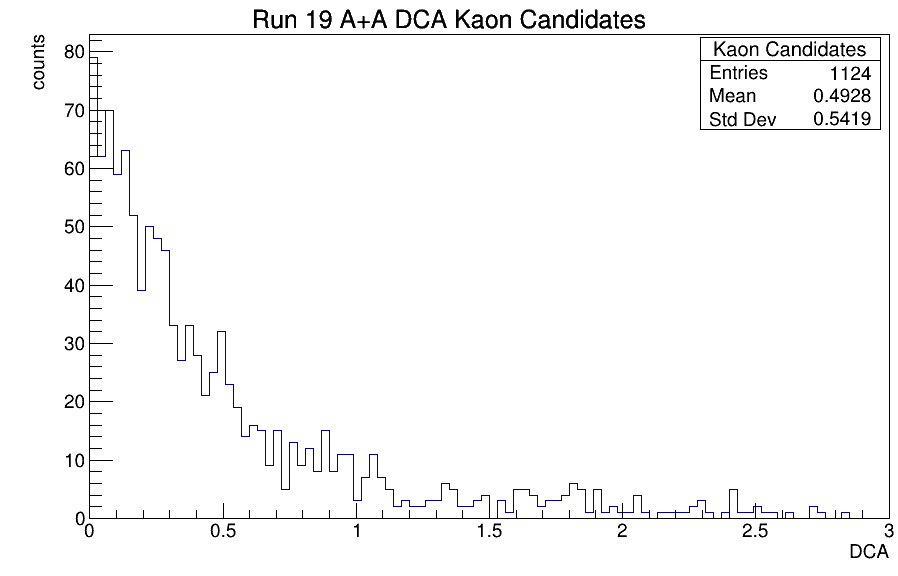 Run 19 A+A DCA Kaon Candidates
counts
Kaon Candidates
Entries 1124
Mean 0.4928
Std Dev 0.5419
80
70
60
50
40
30
20
10
0
0 0.5 1 1.5 2 2.5 3
DCA